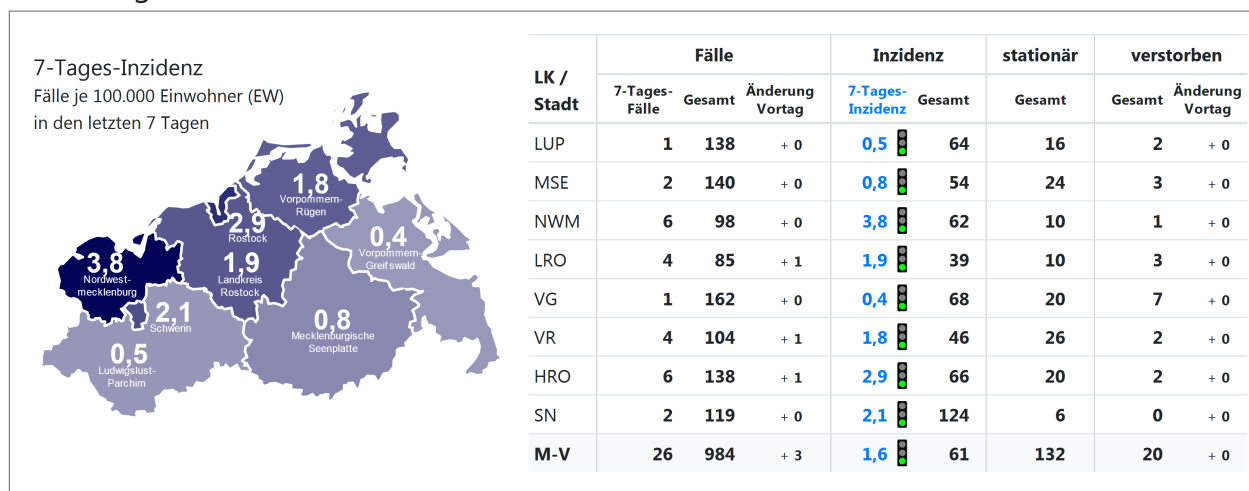 7-Tages-Inzidenz
Fälle je 100.000 Einwohner (EW)
in den letzten 7 Tagen
1,8
Vorpommern-
Rügen
2,9
Rostock
0,4
Vorpommern-
Greifswald
3,8
Nordwest-
mecklenburg
1,9
Landkreis
Rostock
2,1
Schwerin
0,8
Mecklenburgische
Seenplatte
0,5
Ludwigslust-
Parchim
LK / Stadt Fälle Inzidenz stationär verstorben
7-Tages-Fälle Gesamt Änderung Vortag 7-Tages-Inzidenz Gesamt Gesamt Gesamt Änderung Vortag
LUP 1 138 + 0 0,5 64 16 2 + 0
MSE 2 140 + 0 0,8 54 24 3 + 0
NWM 6 98 + 0 3,8 62 10 1 + 0
LRO 4 85 + 1 1,9 39 10 3 + 0
VG 1 162 + 0 0,4 68 20 7 + 0
VR 4 104 + 1 1,8 46 26 2 + 0
HRO 6 138 + 1 2,9 66 20 2 + 0
SN 2 119 + 0 2,1 124 6 0 + 0
M-V 26 984 + 3 1,6 61 132 20 + 0